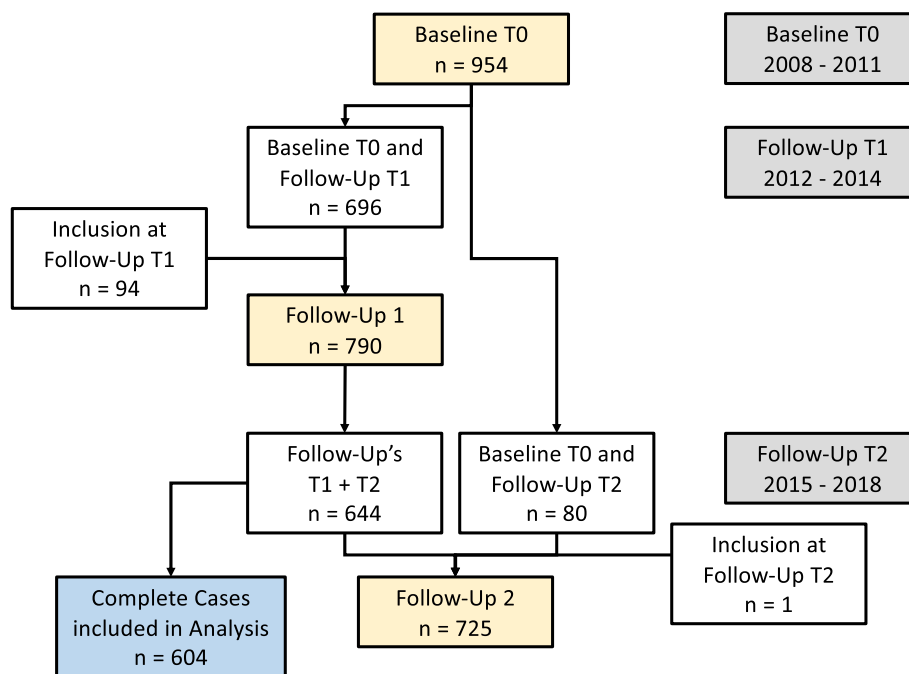 Baseline T0
n = 954
Baseline T0
2008 - 2011
Baseline T0 and
Follow-Up T1
n = 696
Follow-Up T1
2012 - 2014
Inclusion at
Follow-Up T1
n = 94
Follow-Up 1
n = 790
Follow-Up's
T1 + T2
n = 644
Baseline T0 and
Follow-Up T2
n = 80
Follow-Up T2
2015 - 2018
Inclusion at
Follow-Up T2
n = 1
Complete Cases
included in Analysis
n = 604
Follow-Up 2
n = 725